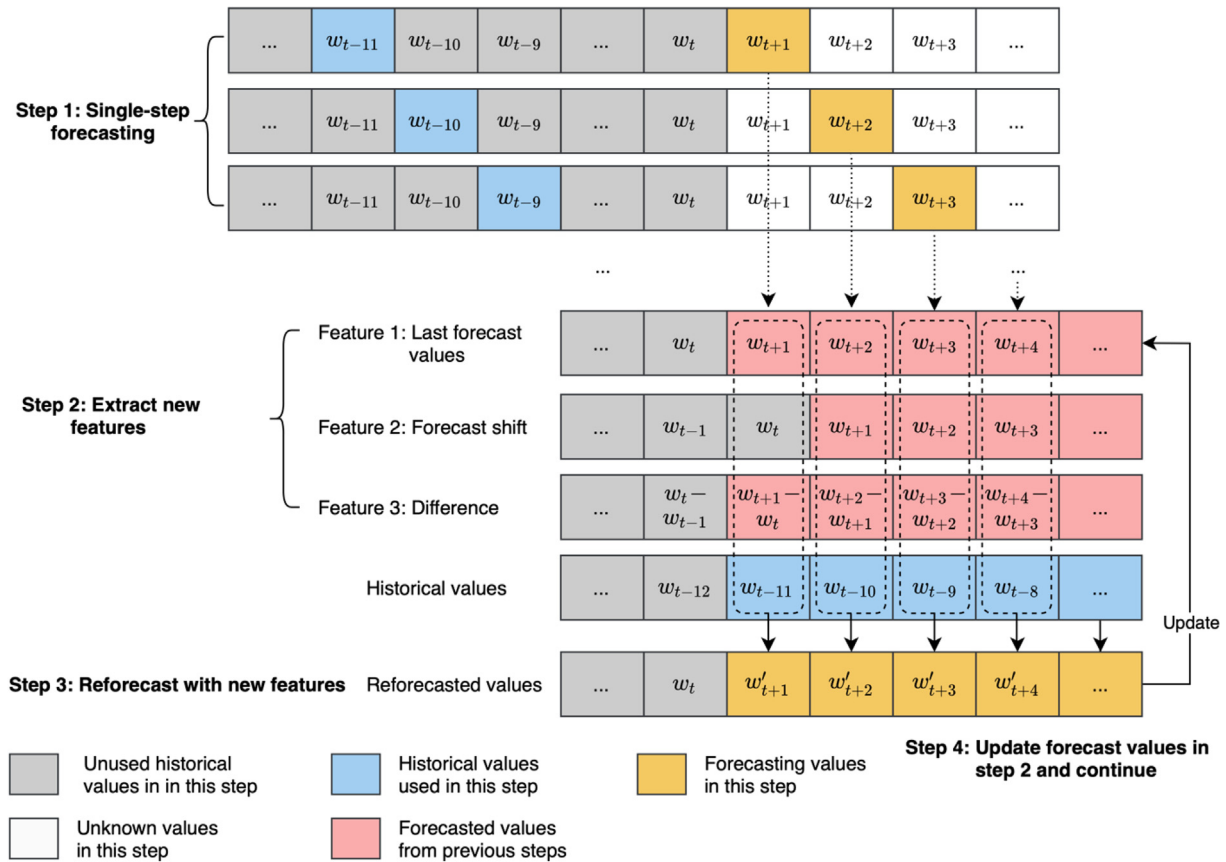 ... w_{t−11} w_{t−10} w_{t−9} ... w_t w_{t+1} w_{t+2} w_{t+3} ...
Step 1: Single-step
forecasting
... w_{t−11} w_{t−10} w_{t−9} ... w_t w_{t+1} w_{t+2} w_{t+3} ...
... w_{t−11} w_{t−10} w_{t−9} ... w_t w_{t+1} w_{t+2} w_{t+3} ...
... ...
Feature 1: Last forecast
values
... w_t w_{t+1} w_{t+2} w_{t+3} w_{t+4} ...
Step 2: Extract new
features
Feature 2: Forecast shift
... w_{t−1} w_t w_{t+1} w_{t+2} w_{t+3} ...
Feature 3: Difference
... w_t − w_{t+1} − w_{t+2} − w_{t+3} − w_{t+4} − ...
w_{t−1} w_t w_{t+1} w_{t+2} w_{t+3}
Historical values
... w_{t−12} w_{t−11} w_{t−10} w_{t−9} w_{t−8} ...
Update
Step 3: Reforecast with new features
Reforecasted values
... w_t w′_{t+1} w′_{t+2} w′_{t+3} w′_{t+4} ...
Step 4: Update forecast values in
step 2 and continue
Unused historical
values in in this step
Historical values
used in this step
Forecasting values
in this step
Unknown values
in this step
Forecasted values
from previous steps